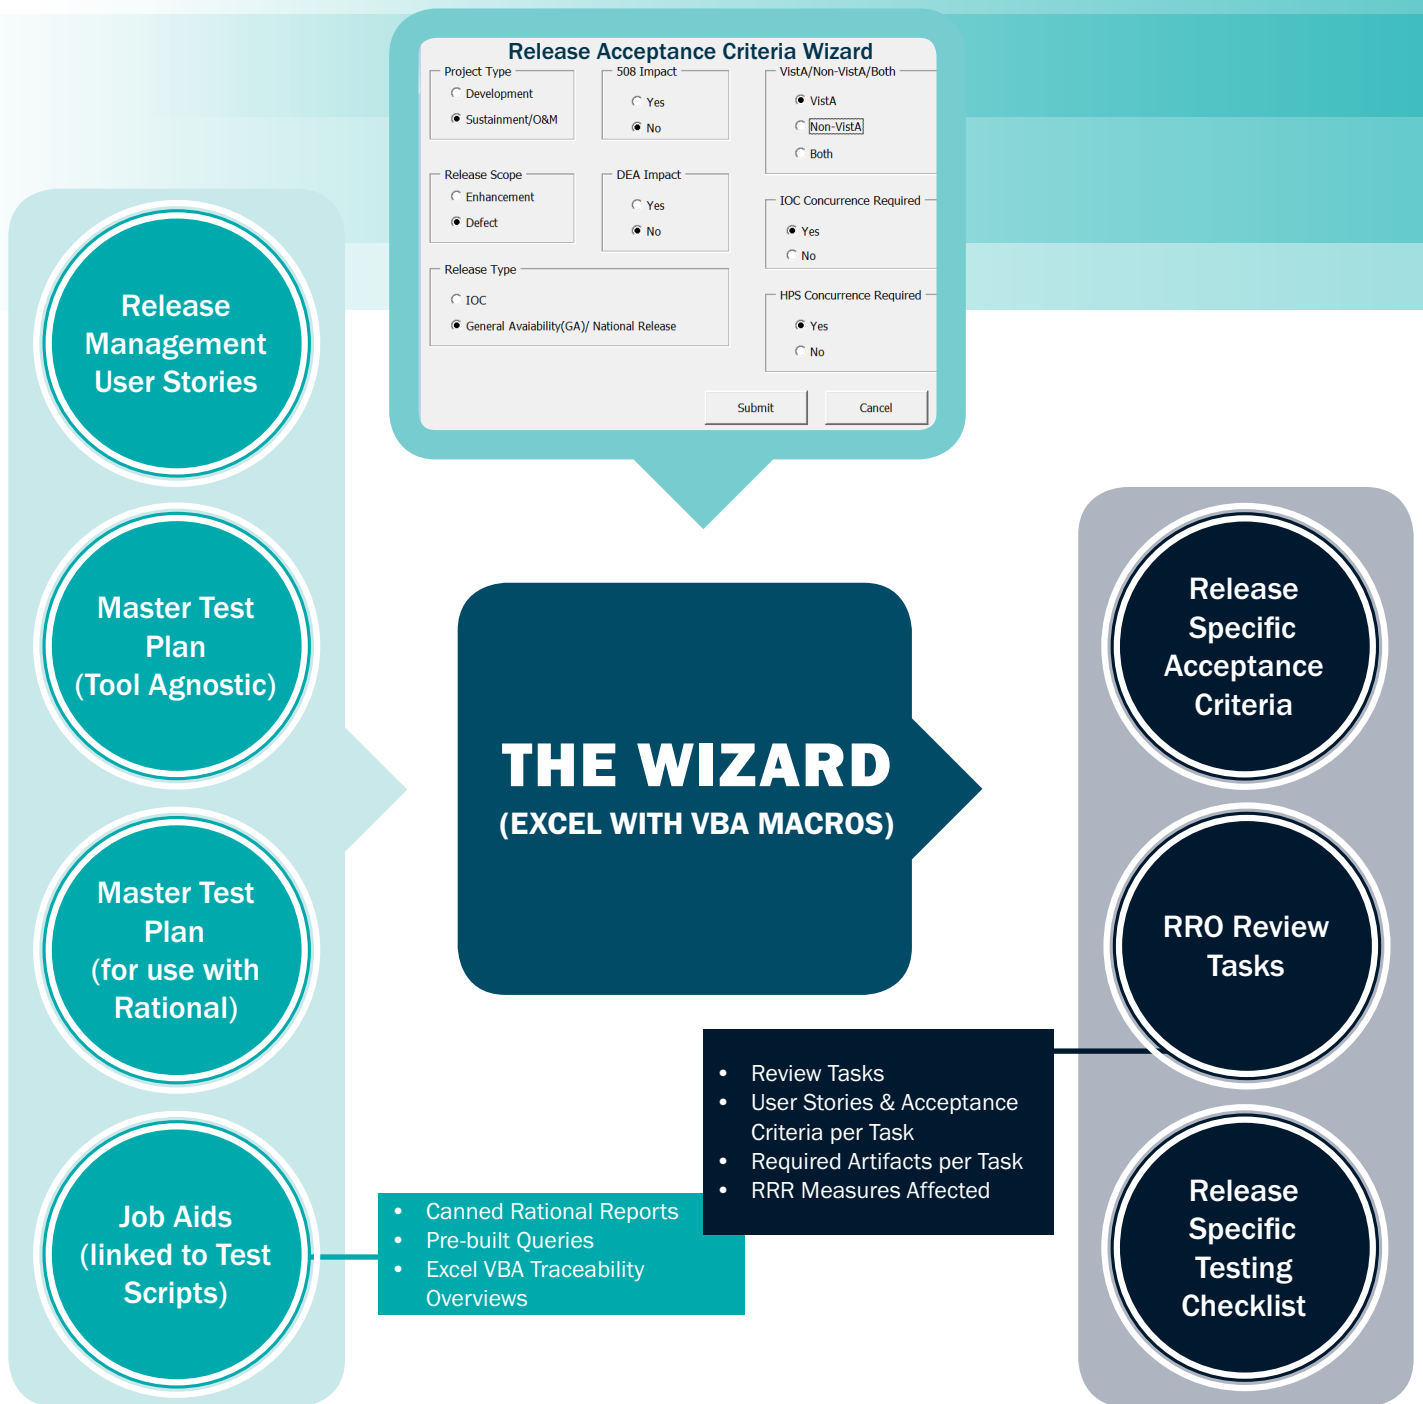 Release Acceptance Criteria Wizard
Project Type
Development
Sustainment/O&M
508 Impact
Yes
No
VistA/Non-VistA/Both
VistA
Non-VistA
Both
Release Scope
Enhancement
Defect
DEA Impact
Yes
No
IOC Concurrence Required
Yes
No
Release Type
IOC
General Avaiability(GA)/ National Release
HPS Concurrence Required
Yes
No
Submit
Cancel
Release
Management
User Stories
Master Test
Plan
(Tool Agnostic)
Master Test
Plan
(for use with
Rational)
Job Aids
(linked to Test
Scripts)
• Canned Rational Reports
• Pre-built Queries
• Excel VBA Traceability
Overviews
THE WIZARD
(EXCEL WITH VBA MACROS)
• Review Tasks
• User Stories & Acceptance
Criteria per Task
• Required Artifacts per Task
• RRR Measures Affected
Release
Specific
Acceptance
Criteria
RRO Review
Tasks
Release
Specific
Testing
Checklist